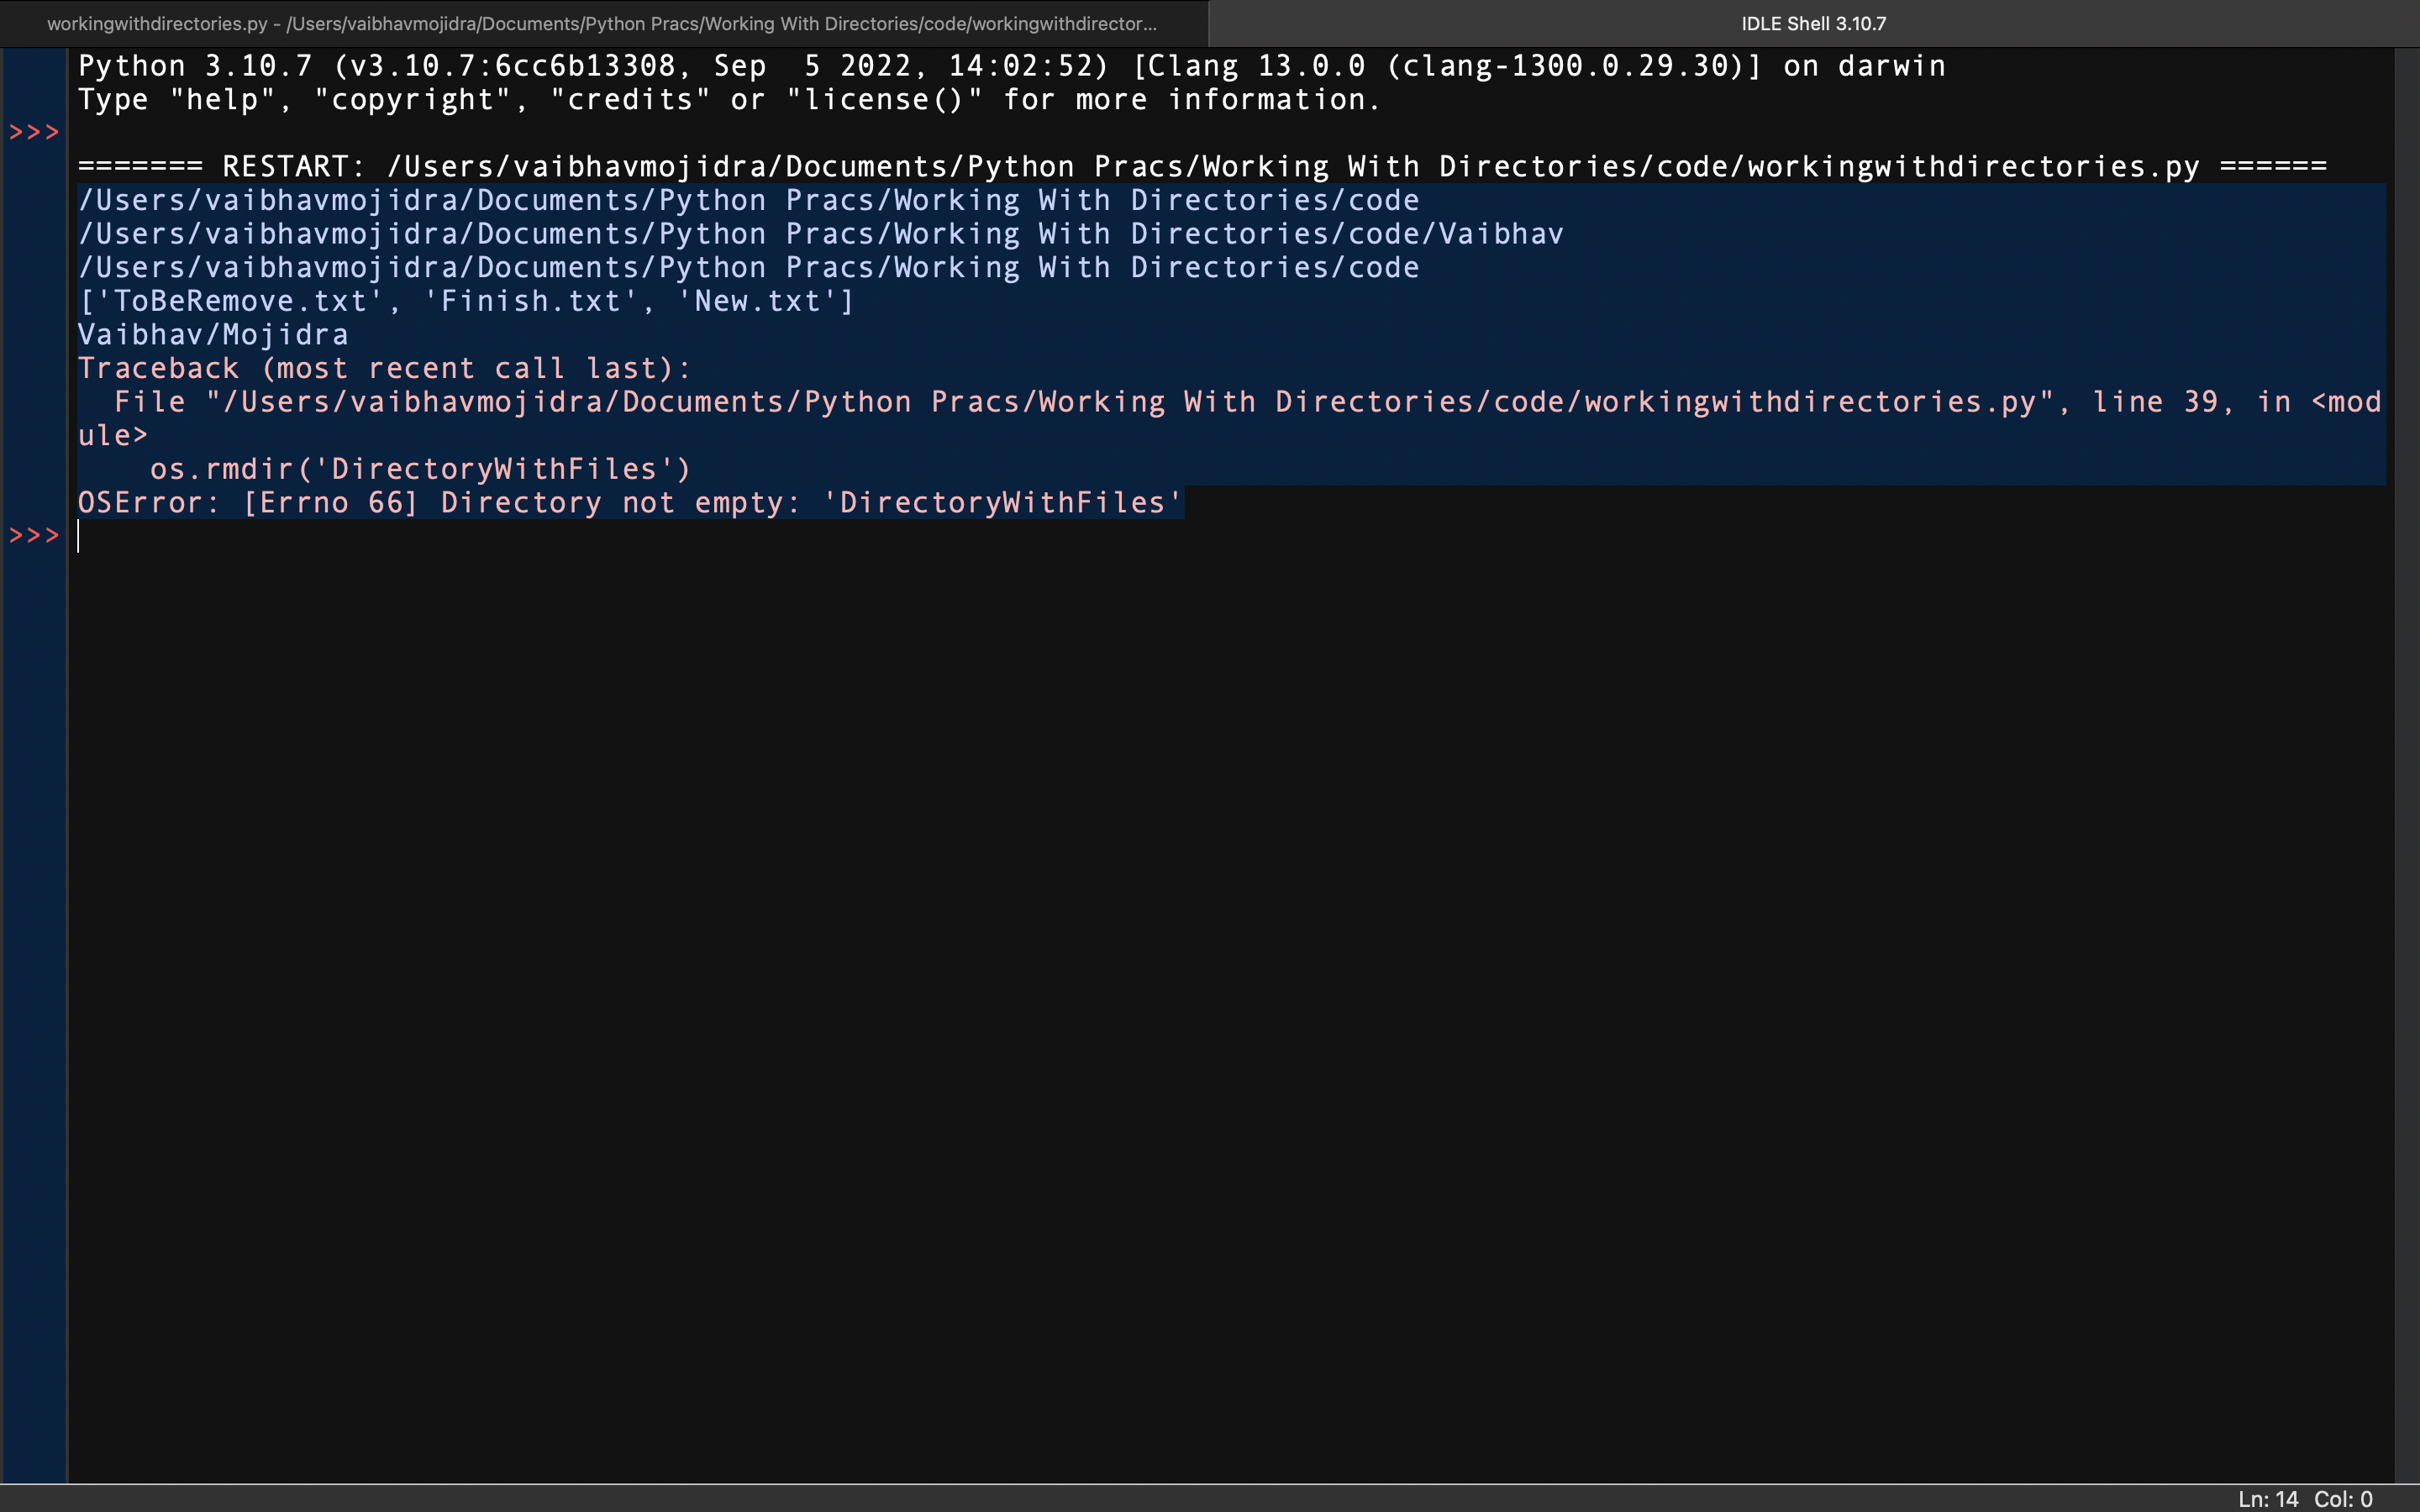 workingwithdirectories.py - /Users/vaibhavmojidra/Documents/Python Pracs/Working With Directories/code/workingwithdirector...
IDLE Shell 3.10.7
Python 3.10.7 (v3.10.7:6cc6b13308, Sep  5 2022, 14:02:52) [Clang 13.0.0 (clang-1300.0.29.30)] on darwin
Type "help", "copyright", "credits" or "license()" for more information.
>>>
======= RESTART: /Users/vaibhavmojidra/Documents/Python Pracs/Working With Directories/code/workingwithdirectories.py ======
/Users/vaibhavmojidra/Documents/Python Pracs/Working With Directories/code
/Users/vaibhavmojidra/Documents/Python Pracs/Working With Directories/code/Vaibhav
/Users/vaibhavmojidra/Documents/Python Pracs/Working With Directories/code
['ToBeRemove.txt', 'Finish.txt', 'New.txt']
Vaibhav/Mojidra
Traceback (most recent call last):
  File "/Users/vaibhavmojidra/Documents/Python Pracs/Working With Directories/code/workingwithdirectories.py", line 39, in <mod
ule>
    os.rmdir('DirectoryWithFiles')
OSError: [Errno 66] Directory not empty: 'DirectoryWithFiles'
>>>
Ln: 14  Col: 0